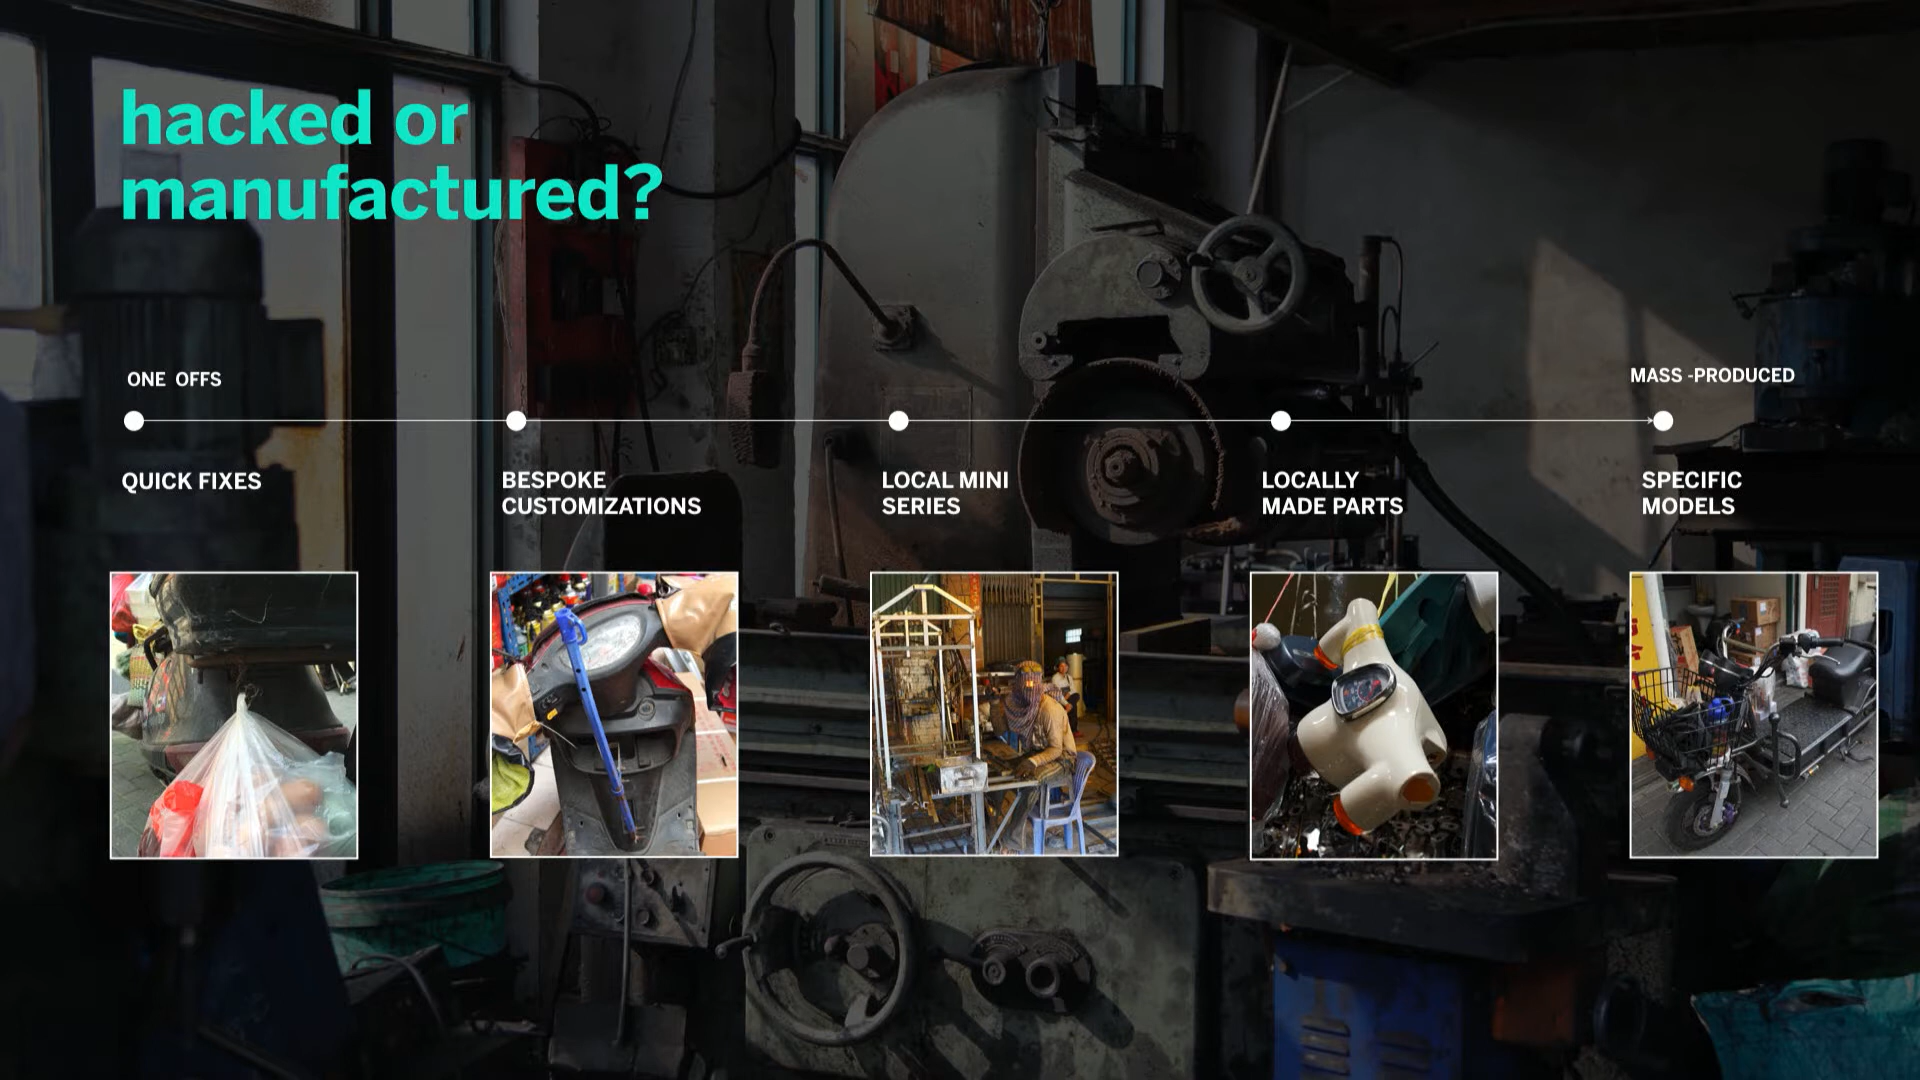 hacked or
manufactured?
ONE OFFS
MASS -PRODUCED
QUICK FIXES
BESPOKE
CUSTOMIZATIONS
LOCAL MINI
SERIES
LOCALLY
MADE PARTS
SPECIFIC
MODELS